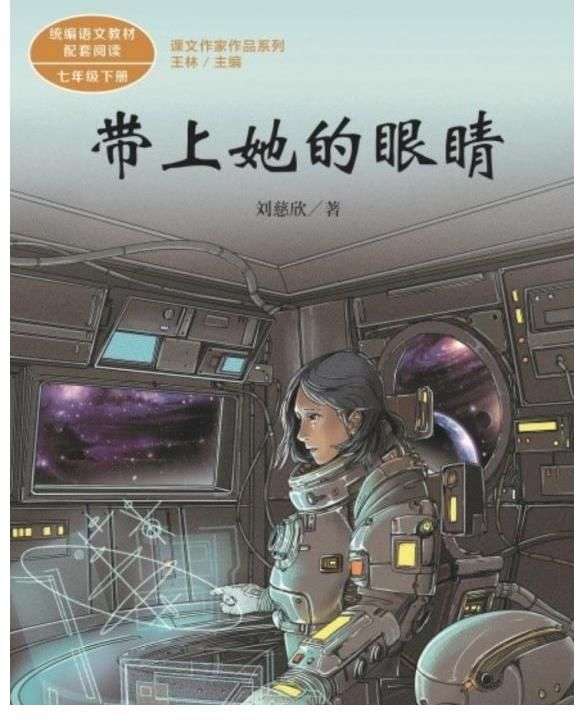 统编语文教材
配套阅读
七年级下册
课文作家作品系列
王林 / 主编
带上她的眼睛
刘慈欣／著